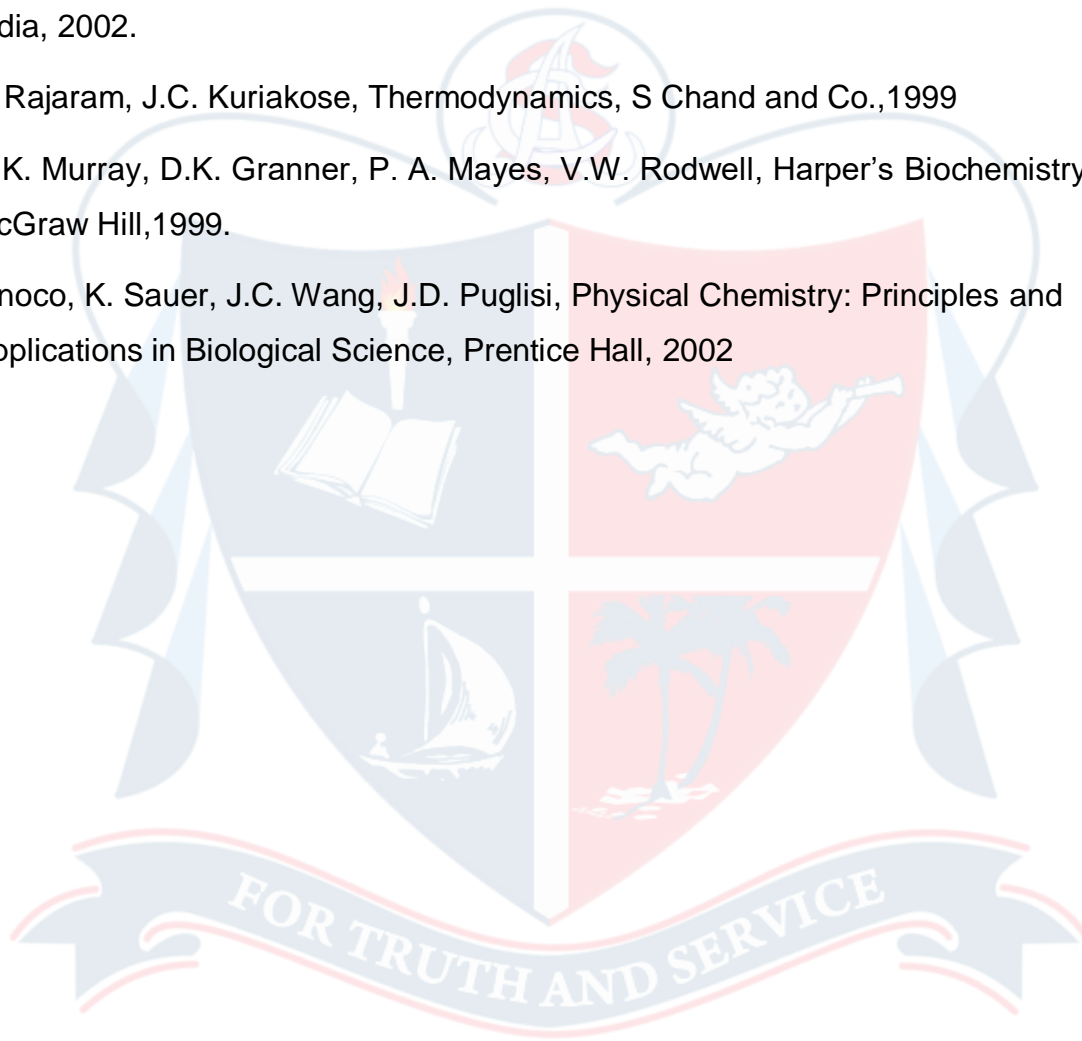 dia, 2002.
Rajaram, J.C. Kuriakose, Thermodynamics, S Chand and Co.,1999
K. Murray, D.K. Granner, P. A. Mayes, V.W. Rodwell, Harper’s Biochemistry
cGraw Hill,1999.
noco, K. Sauer, J.C. Wang, J.D. Puglisi, Physical Chemistry: Principles and
pplications in Biological Science, Prentice Hall, 2002
FOR TRUTH AND SERVICE